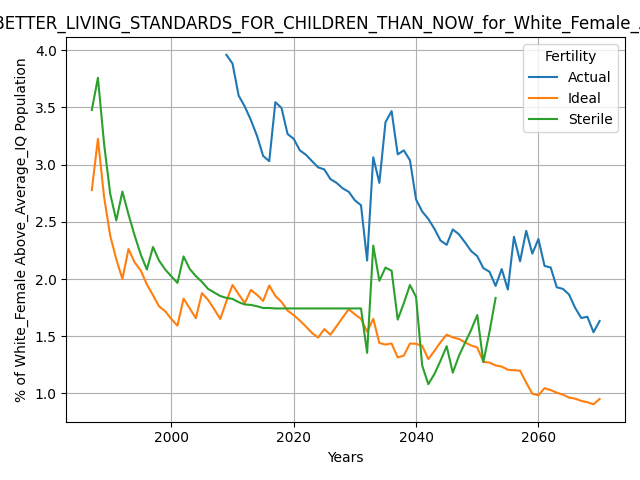 BETTER_LIVING_STANDARDS_FOR_CHILDREN_THAN_NOW_for_White_Female_
Fertility
Actual
Ideal
Sterile
% of White_Female Above_Average_IQ Population
4.0
3.5
3.0
2.5
2.0
1.5
1.0
2000
2020
2040
2060
Years